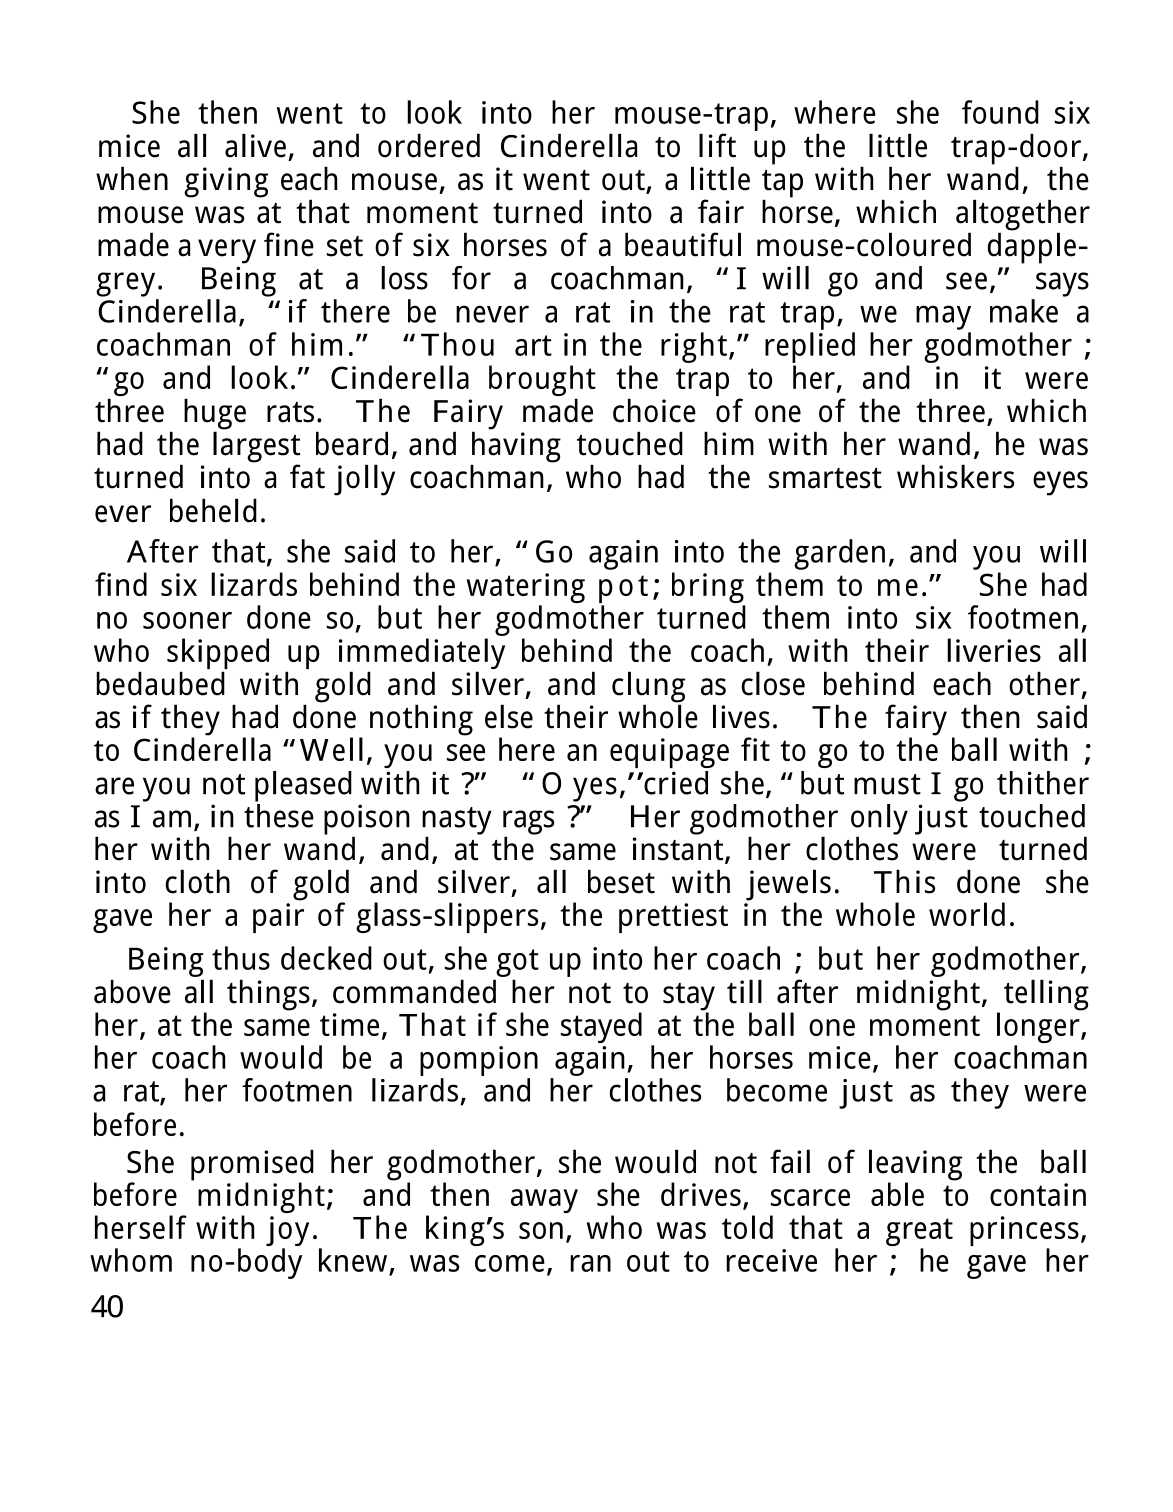 She then went to look into her mouse-trap, where she found six
mice all alive, and ordered Cinderella to lift up the little trap-door,
when giving each mouse, as it went out, a little tap with her wand, the
mouse was at that moment turned into a fair horse, which altogether
made a very fine set of six horses of a beautiful mouse-coloured dapple-
grey. Being at a loss for a coachman, “I will go and see,” says
Cinderella, “if there be never a rat in the rat trap, we may make a
coachman of him.” “Thou art in the right,” replied her godmother ;
“go and look.” Cinderella brought the trap to her, and in it were
three huge rats. The Fairy made choice of one of the three, which
had the largest beard, and having touched him with her wand, he was
turned into a fat jolly coachman, who had the smartest whiskers eyes
ever beheld.
After that, she said to her, “Go again into the garden, and you will
find six lizards behind the watering pot; bring them to me.” She had
no sooner done so, but her godmother turned them into six footmen,
who skipped up immediately behind the coach, with their liveries all
bedaubed with gold and silver, and clung as close behind each other,
as if they had done nothing else their whole lives. The fairy then said
to Cinderella “Well, you see here an equipage fit to go to the ball with ;
are you not pleased with it ?” “O yes,’’cried she, “but must I go thither
as I am, in these poison nasty rags ?” Her godmother only just touched
her with her wand, and, at the same instant, her clothes were turned
into cloth of gold and silver, all beset with jewels. This done she
gave her a pair of glass-slippers, the prettiest in the whole world.
Being thus decked out, she got up into her coach ; but her godmother,
above all things, commanded her not to stay till after midnight, telling
her, at the same time, That if she stayed at the ball one moment longer,
her coach would be a pompion again, her horses mice, her coachman
a rat, her footmen lizards, and her clothes become just as they were
before.
She promised her godmother, she would not fail of leaving the ball
before midnight; and then away she drives, scarce able to contain
herself with joy. The king’s son, who was told that a great princess,
whom no-body knew, was come, ran out to receive her ; he gave her
40